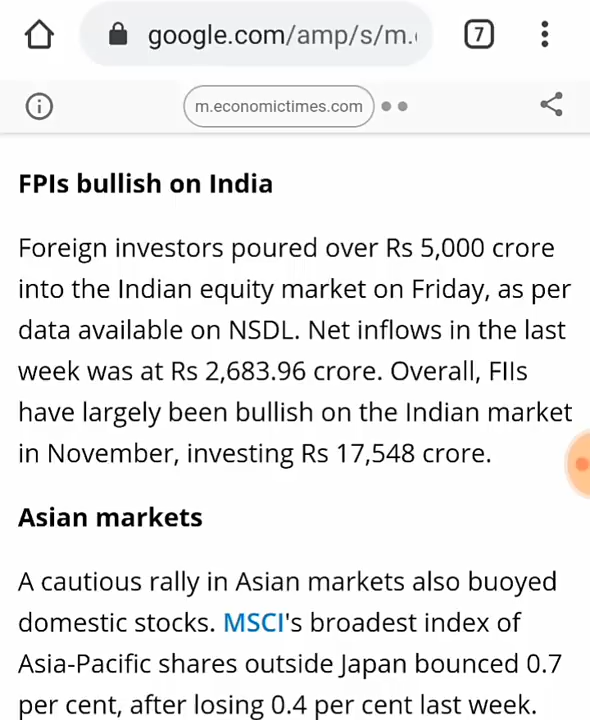 google.com/amp/s/m.
7
m.economictimes.com
FPIs bullish on India
Foreign investors poured over Rs 5,000 crore
into the Indian equity market on Friday, as per
data available on NSDL. Net inflows in the last
week was at Rs 2,683.96 crore. Overall, FIIs
have largely been bullish on the Indian market
in November, investing Rs 17,548 crore.
Asian markets
A cautious rally in Asian markets also buoyed
domestic stocks. MSCI's broadest index of
Asia-Pacific shares outside Japan bounced 0.7
per cent, after losing 0.4 per cent last week.